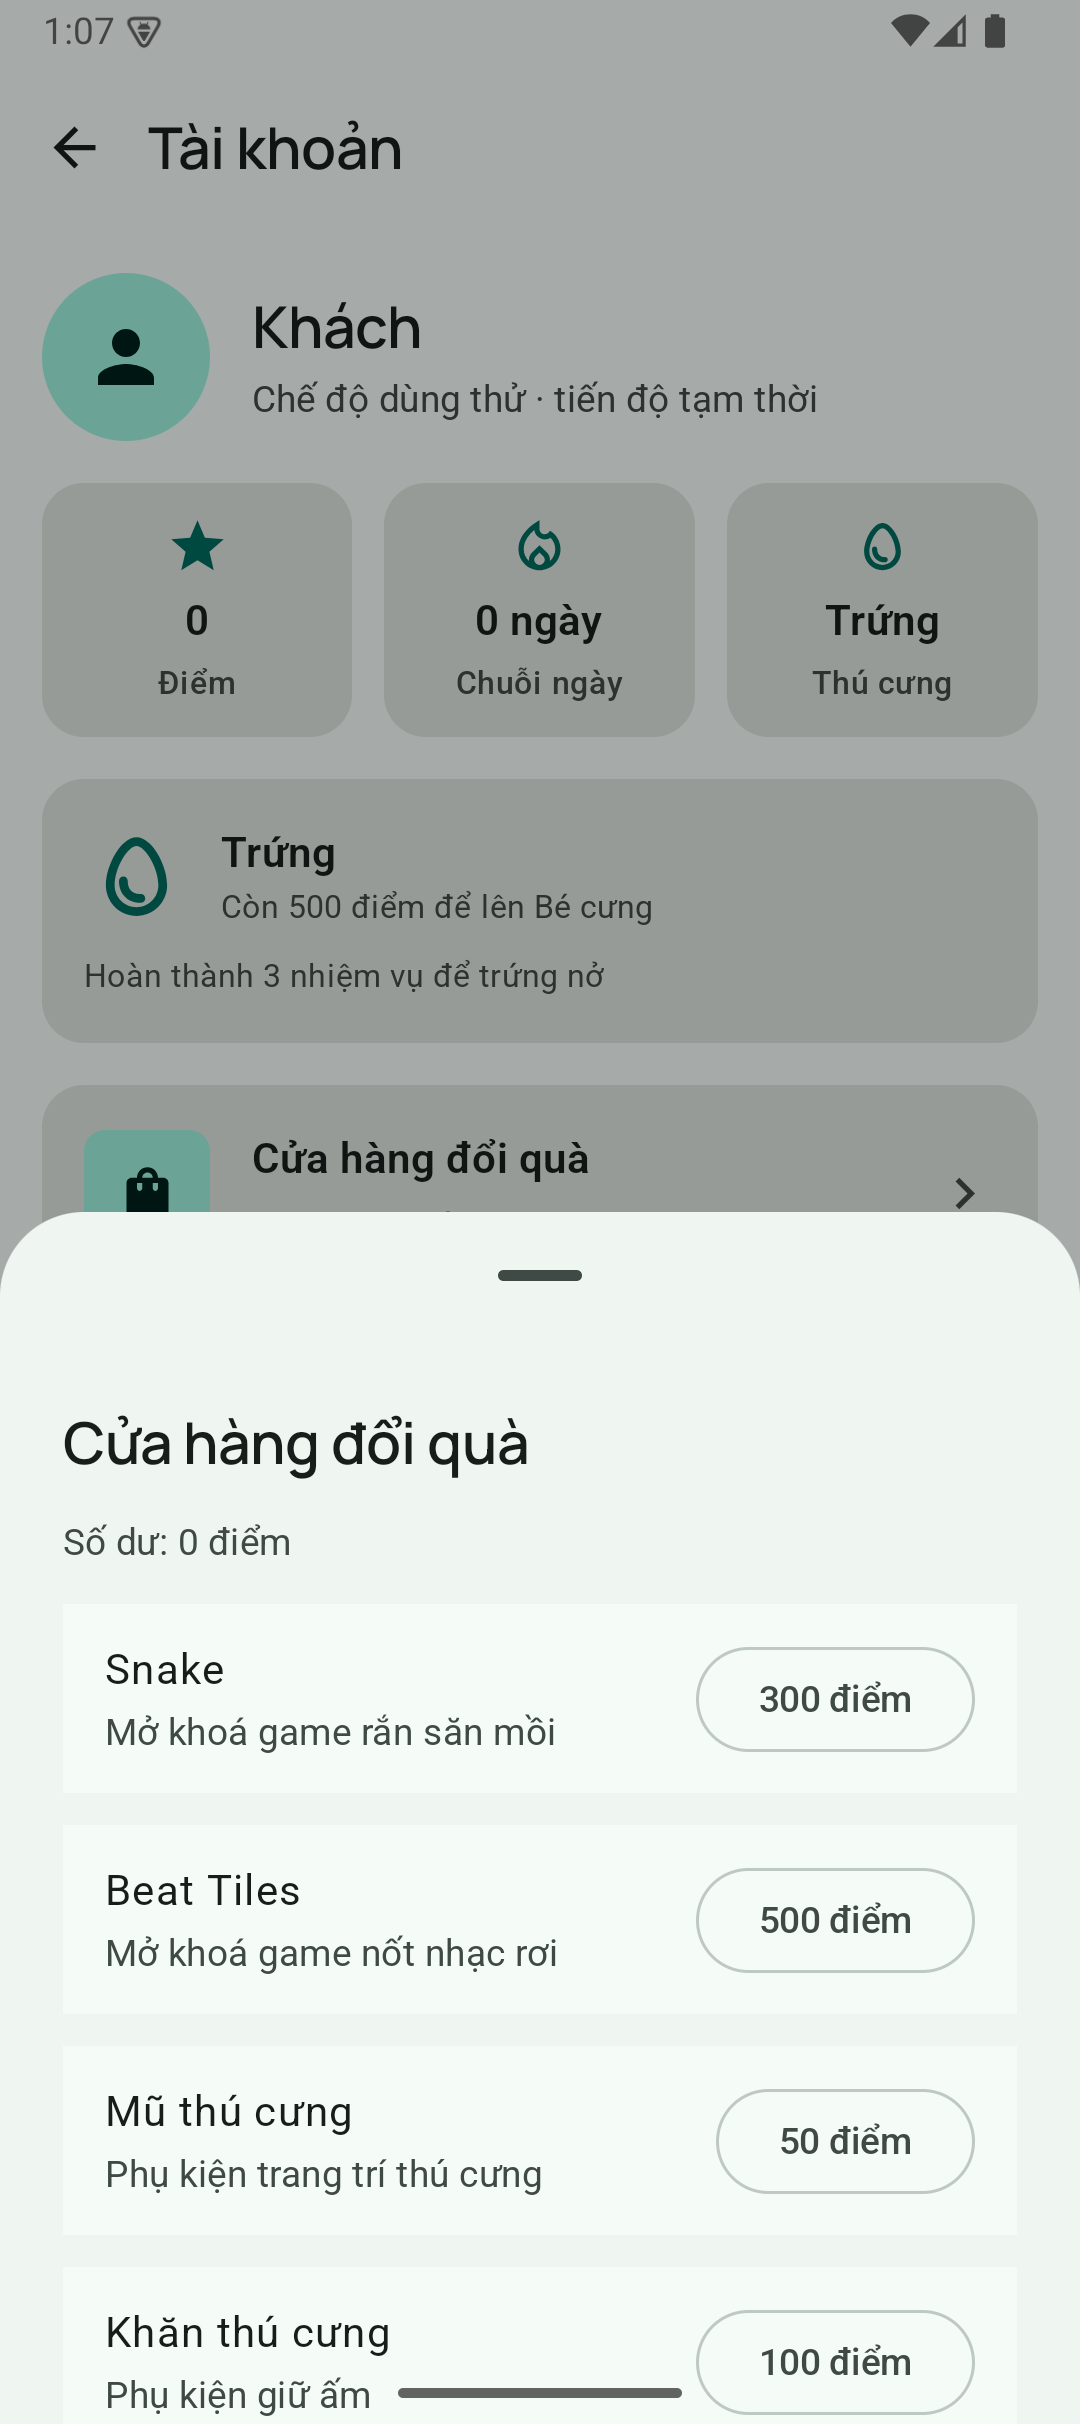 1:07
Tài khoản
Khách
Chế độ dùng thử · tiến độ tạm thời
0
Điểm
0 ngày
Chuỗi ngày
Trứng
Thú cưng
Trứng
Còn 500 điểm để lên Bé cưng
Hoàn thành 3 nhiệm vụ để trứng nở
Cửa hàng đổi quà
Cửa hàng đổi quà
Số dư: 0 điểm
Snake
Mở khoá game rắn săn mồi
300 điểm
Beat Tiles
Mở khoá game nốt nhạc rơi
500 điểm
Mũ thú cưng
Phụ kiện trang trí thú cưng
50 điểm
Khăn thú cưng
Phụ kiện giữ ấm
100 điểm